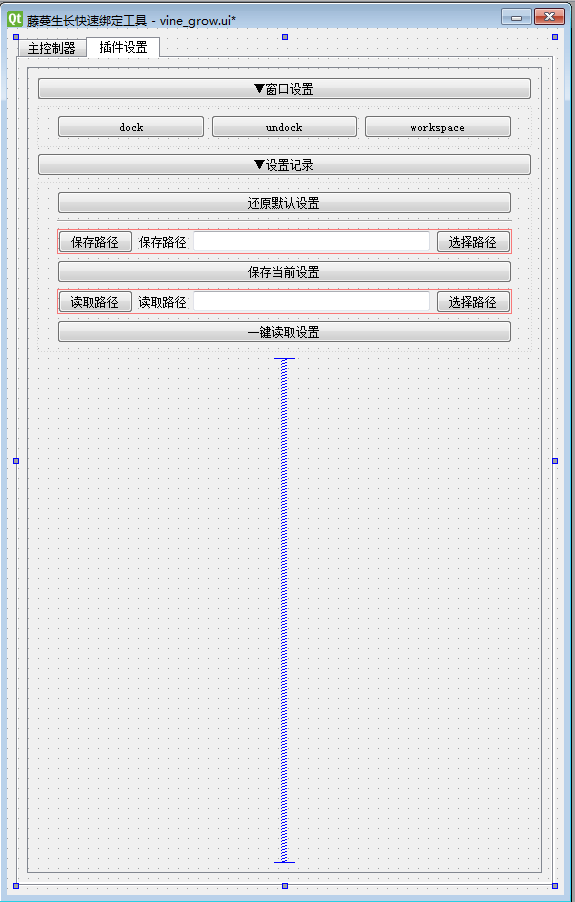 Qt 藤蔓生长快速绑定工具 - vine_grow.ui*
主控制器 插件设置
▼窗口设置
dock undock workspace
▼设置记录
还原默认设置
保存路径 保存路径 选择路径
保存当前设置
读取路径 读取路径 选择路径
一键读取设置